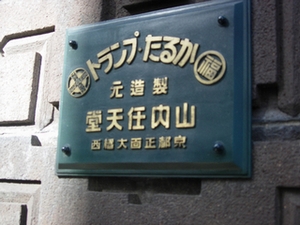 福
かるた・トランプ
製造元
山内任天堂
京都正面大橋西